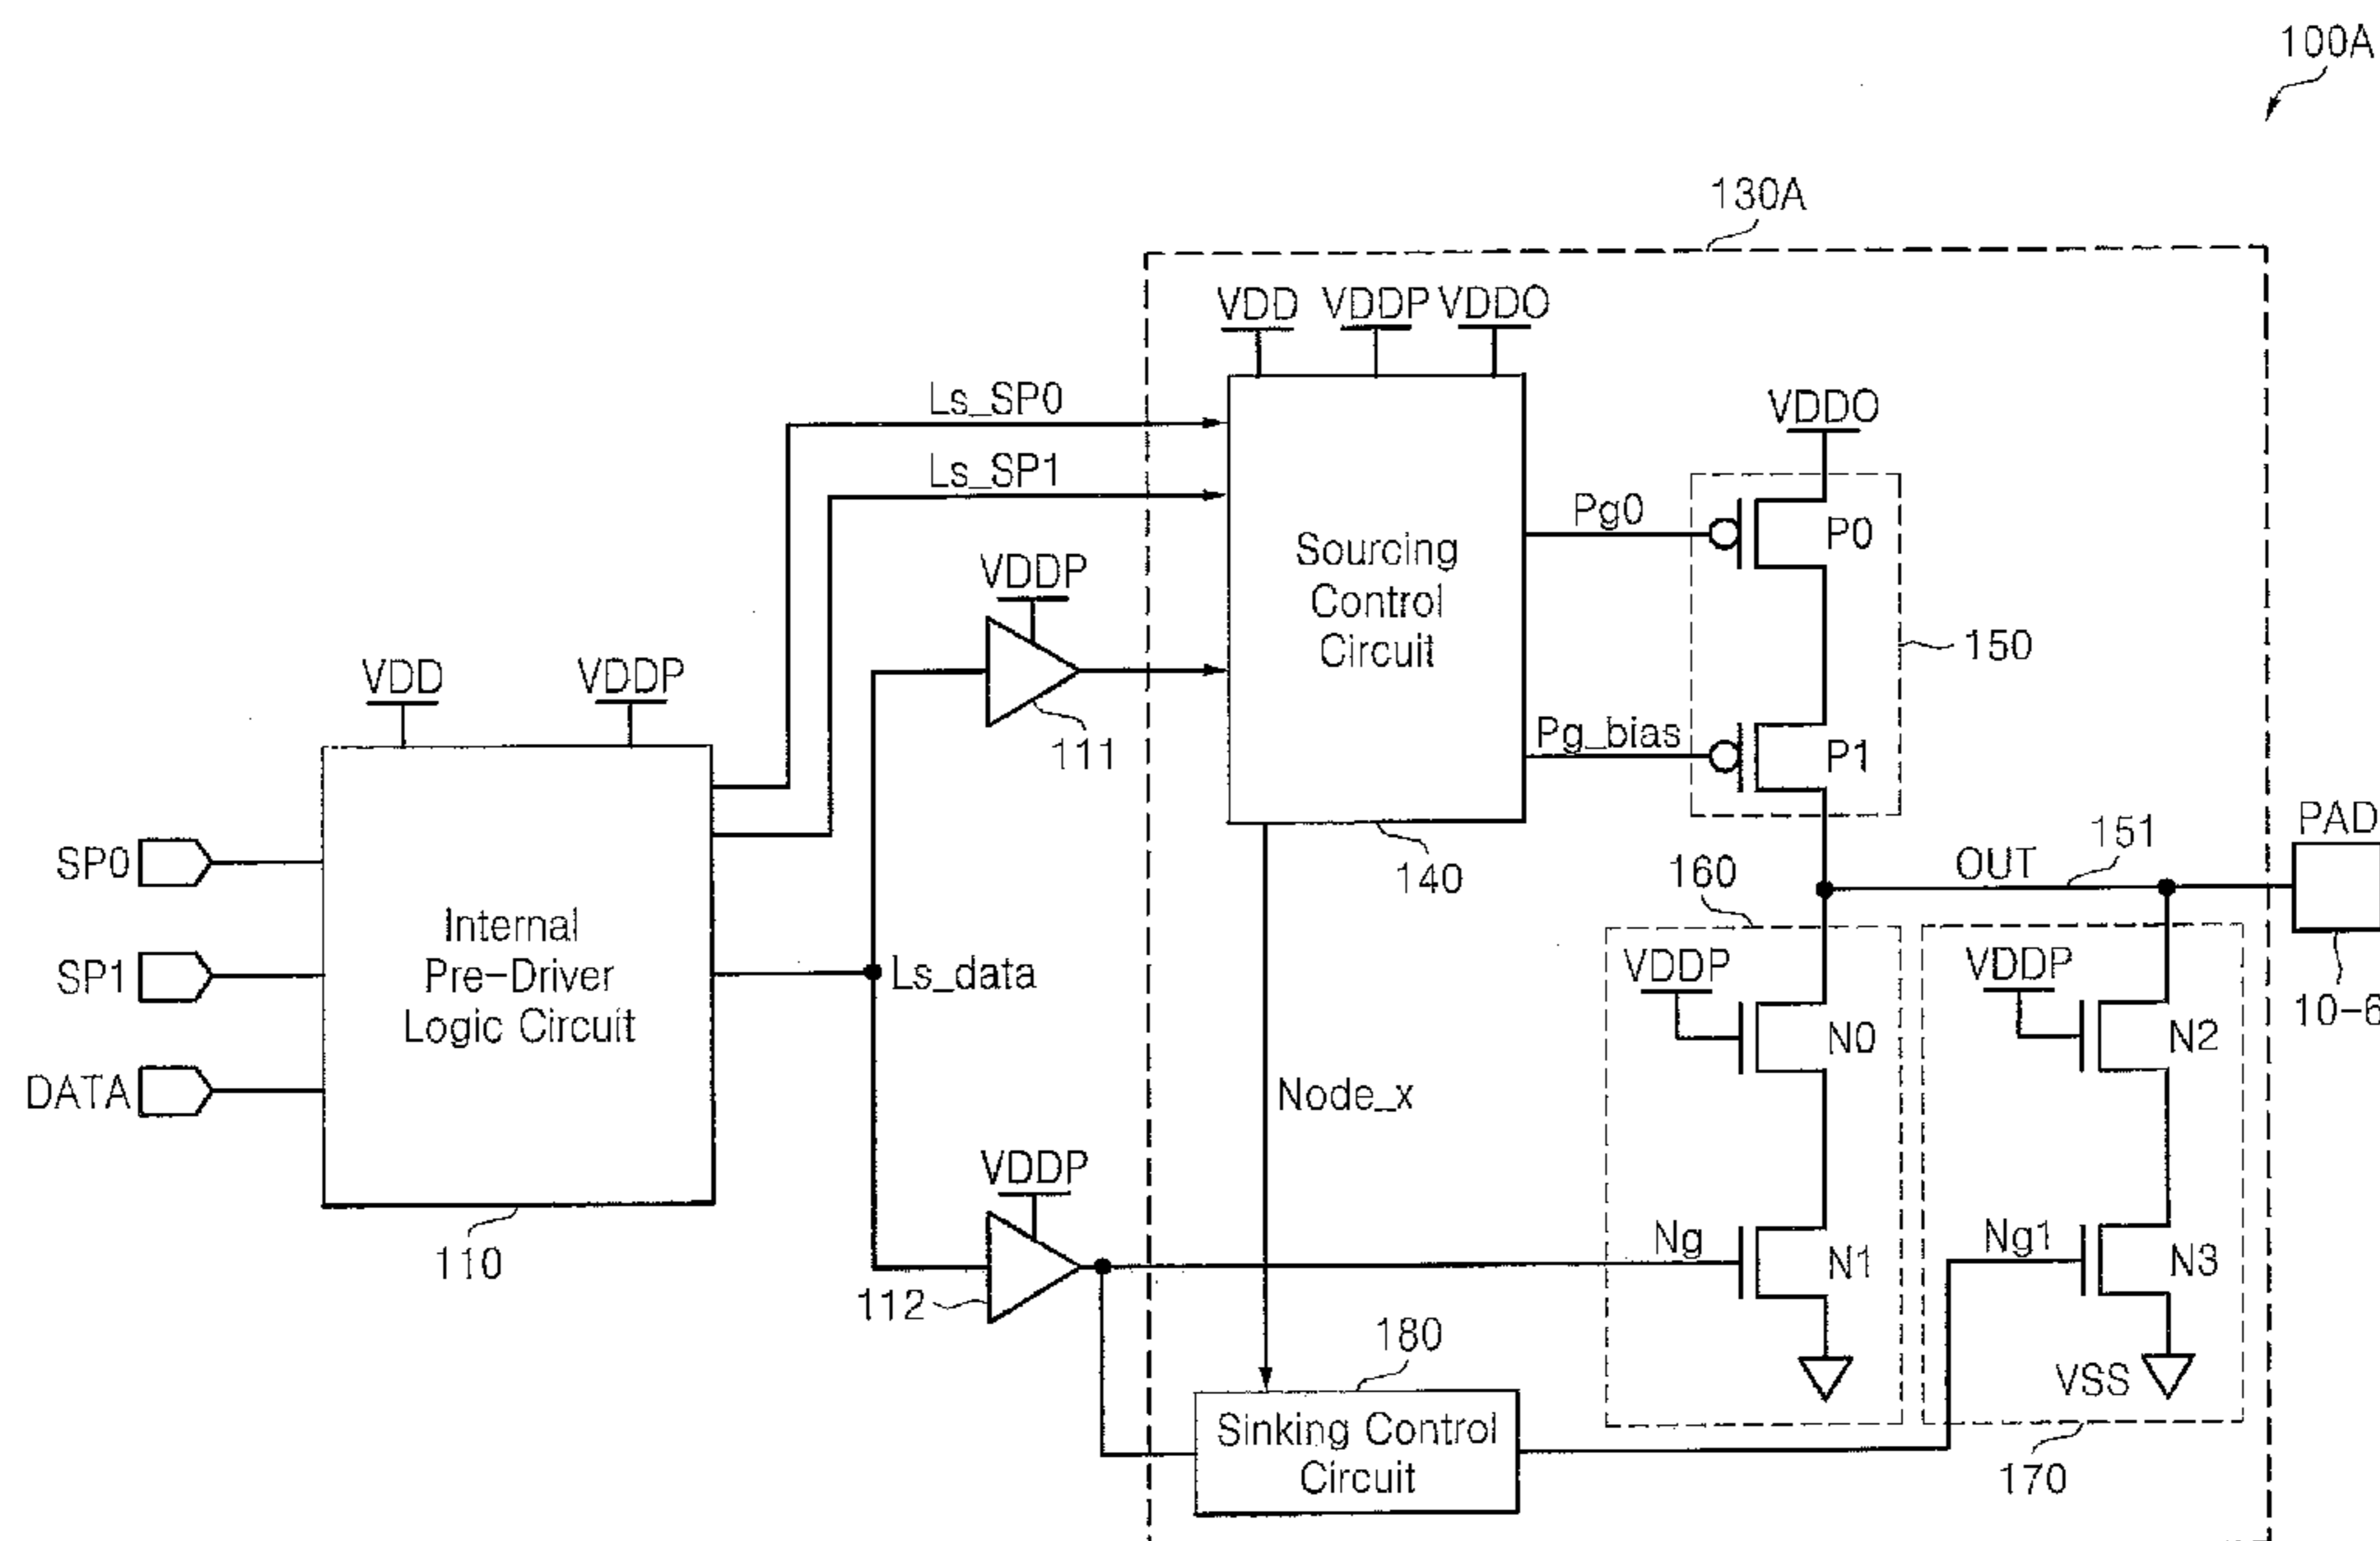 100A
130A
VDD VDDP VDDO
Ls_SP0
VDDO
Ls_SP1
Pg0
P0
Sourcing
Control
Circuit
VDDP
150
VDD
VDDP
111
Pg_bias
P1
PAD
151
OUT
SP0
140
160
Internal
Pre-Driver
Logic Circuit
SP1
Ls_data
VDDP
VDDP
10-6
N0
N2
DATA
Node_x
VDDP
Ng
Ng1
N1
N3
110
112
180
VSS
Sinking Control
Circuit
170